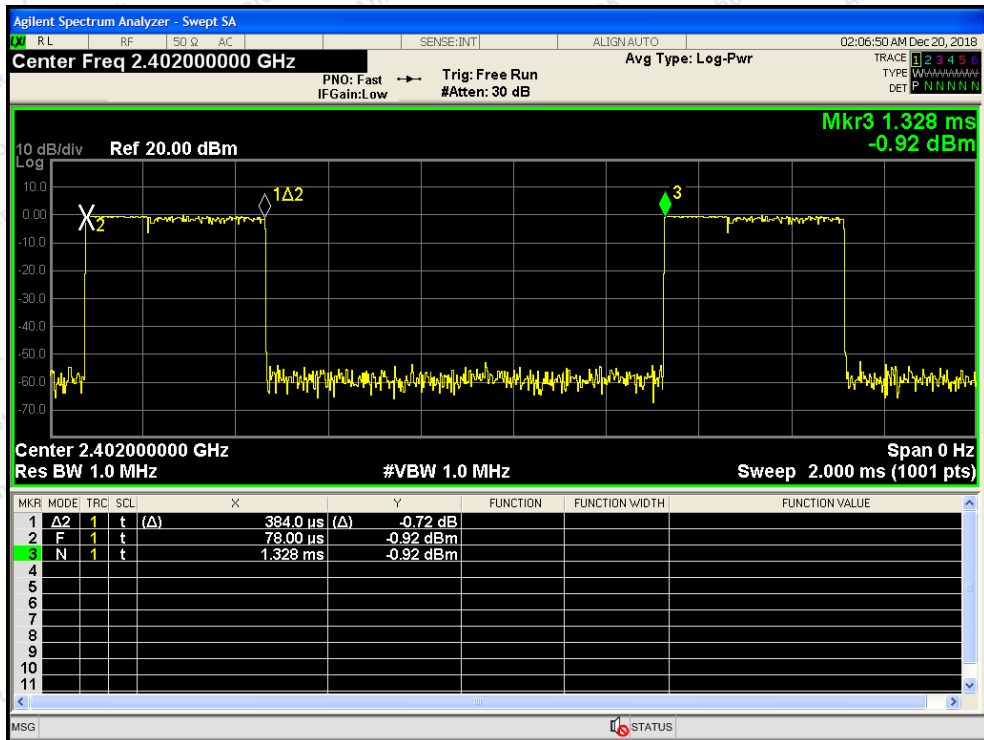 Agilent Spectrum Analyzer - Swept SA
LXI RL RF 50 Ω AC SENSE:INT ALIGNAUTO 02:06:50 AM Dec 20, 2018
Center Freq 2.402000000 GHz Avg Type: Log-Pwr TRACE 1 2 3 4 5 6
PNO: Fast Trig: Free Run TYPE WWWWWW
IFGain:Low #Atten: 30 dB DET P N N N N N
Mkr3 1.328 ms
10 dB/div Ref 20.00 dBm -0.92 dBm
Log
10.0
1Δ2
3
0.00
2
-10.0
-20.0
-30.0
-40.0
-50.0
-60.0
-70.0
Center 2.402000000 GHz Span 0 Hz
Res BW 1.0 MHz #VBW 1.0 MHz Sweep 2.000 ms (1001 pts)
MKR MODE TRC SCL X Y FUNCTION FUNCTION WIDTH FUNCTION VALUE
1 Δ2 1 t (Δ) 384.0 µs (Δ) -0.72 dB
2 F 1 t 78.00 µs -0.92 dBm
3 N 1 t 1.328 ms -0.92 dBm
4
5
6
7
8
9
10
11
MSG STATUS